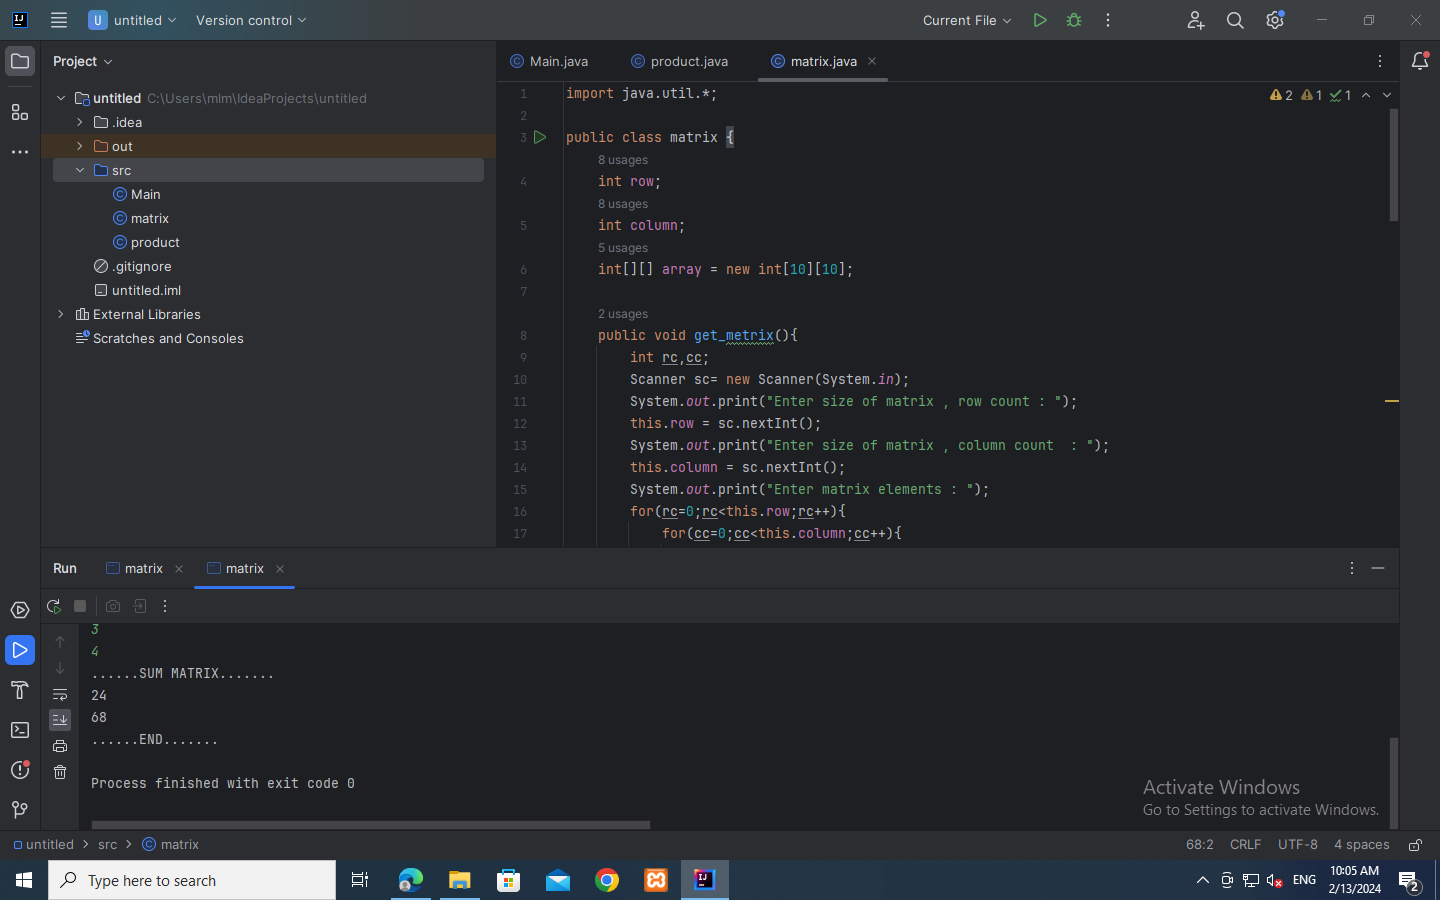 U untitled Version control Current File
Project
Main.java product.java matrix.java
untitled C:\Users\mlm\IdeaProjects\untitled
.idea
out
src
Main
matrix
product
.gitignore
untitled.iml
External Libraries
Scratches and Consoles
2 1 1
1 import java.util.*;
2
3 public class matrix {
8 usages
4 int row;
8 usages
5 int column;
5 usages
6 int[][] array = new int[10][10];
7
2 usages
8 public void get_metrix(){
9 int rc,cc;
10 Scanner sc= new Scanner(System.in);
11 System.out.print("Enter size of matrix , row count : ");
12 this.row = sc.nextInt();
13 System.out.print("Enter size of matrix , column count  : ");
14 this.column = sc.nextInt();
15 System.out.print("Enter matrix elements : ");
16 for(rc=0;rc<this.row;rc++){
17 for(cc=0;cc<this.column;cc++){
Run matrix matrix
3
4
......SUM MATRIX.......
24
68
......END.......
Process finished with exit code 0
Activate Windows
Go to Settings to activate Windows.
untitled > src > matrix 68:2 CRLF UTF-8 4 spaces
Type here to search
ENG
10:05 AM
2/13/2024
2